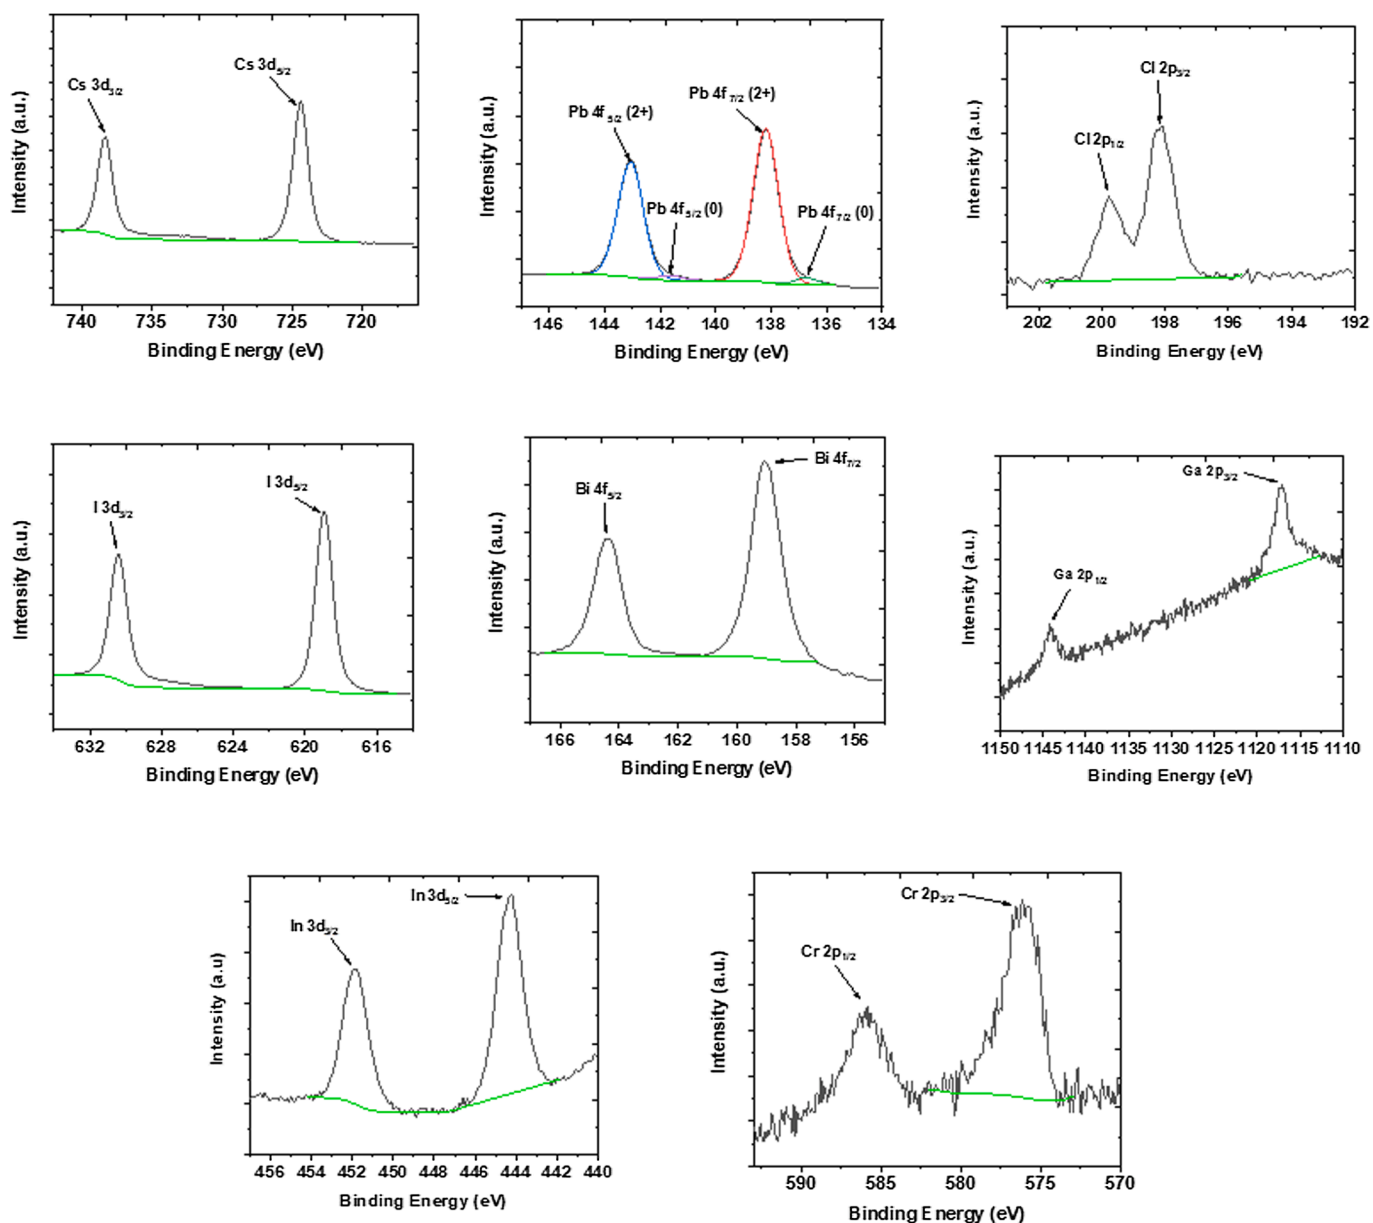 Cs 3d3/2
Cs 3d5/2
Intensity (a.u.)
740 735 730 725 720
Binding Energy (eV)
Pb 4f5/2 (2+)
Pb 4f7/2 (2+)
Pb 4f5/2 (0)
Pb 4f7/2 (0)
Intensity (a.u.)
146 144 142 140 138 136 134
Binding Energy (eV)
Cl 2p1/2
Cl 2p3/2
Intensity (a.u.)
202 200 198 196 194 192
Binding Energy (eV)
I 3d3/2
I 3d5/2
Intensity (a.u.)
632 628 624 620 616
Binding Energy (eV)
Bi 4f5/2
Bi 4f7/2
Intensity (a.u.)
166 164 162 160 158 156
Binding Energy (eV)
Ga 2p3/2
Ga 2p1/2
Intensity (a.u.)
1150 1145 1140 1135 1130 1125 1120 1115 1110
Binding Energy (eV)
In 3d3/2
In 3d5/2
Intensity (a.u)
456 454 452 450 448 446 444 442 440
Binding Energy (eV)
Cr 2p1/2
Cr 2p3/2
Intensity (a.u.)
590 585 580 575 570
Binding Energy (eV)